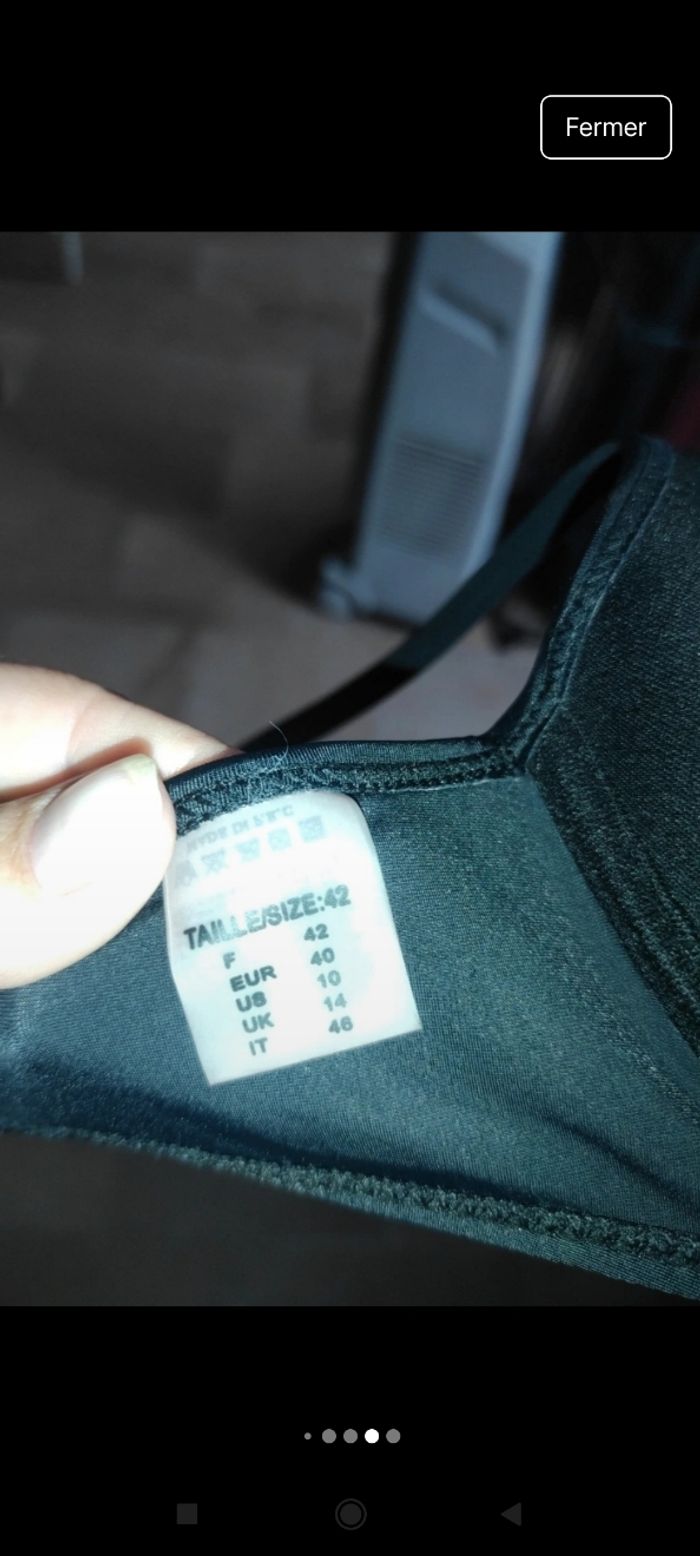 Fermer
TAILLE/SIZE:42
F 42
EUR 40
US 10
UK 14
IT 46